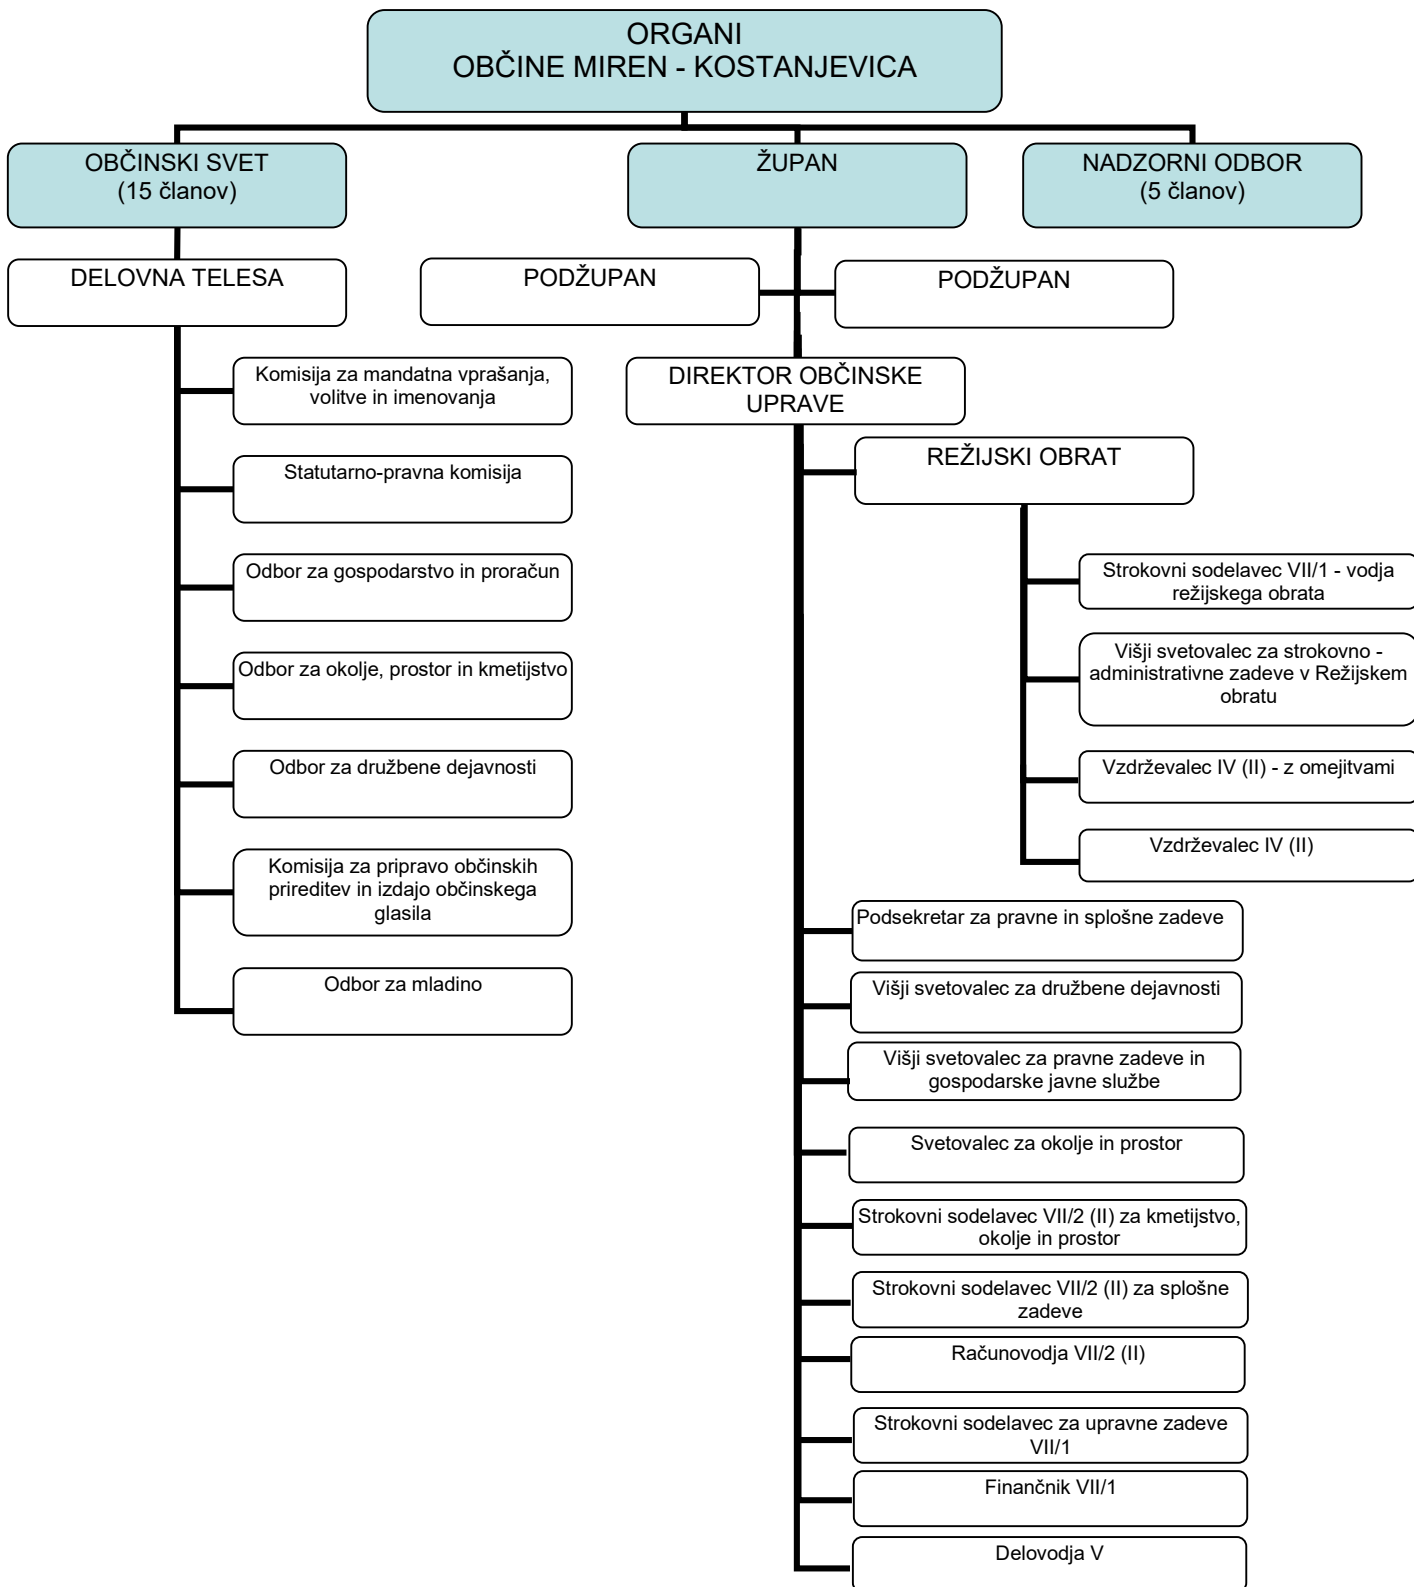 ORGANI
OBČINE MIREN - KOSTANJEVICA
OBČINSKI SVET
(15 članov)
ŽUPAN
NADZORNI ODBOR
(5 članov)
DELOVNA TELESA
PODŽUPAN
PODŽUPAN
Komisija za mandatna vprašanja,
volitve in imenovanja
Statutarno-pravna komisija
Odbor za gospodarstvo in proračun
Odbor za okolje, prostor in kmetijstvo
Odbor za družbene dejavnosti
Komisija za pripravo občinskih
prireditev in izdajo občinskega
glasila
Odbor za mladino
DIREKTOR OBČINSKE
UPRAVE
REŽIJSKI OBRAT
Strokovni sodelavec VII/1 - vodja
režijskega obrata
Višji svetovalec za strokovno -
administrativne zadeve v Režijskem
obratu
Vzdrževalec IV (II) - z omejitvami
Vzdrževalec IV (II)
Podsekretar za pravne in splošne zadeve
Višji svetovalec za družbene dejavnosti
Višji svetovalec za pravne zadeve in
gospodarske javne službe
Svetovalec za okolje in prostor
Strokovni sodelavec VII/2 (II) za kmetijstvo,
okolje in prostor
Strokovni sodelavec VII/2 (II) za splošne
zadeve
Računovodja VII/2 (II)
Strokovni sodelavec za upravne zadeve
VII/1
Finančnik VII/1
Delovodja V